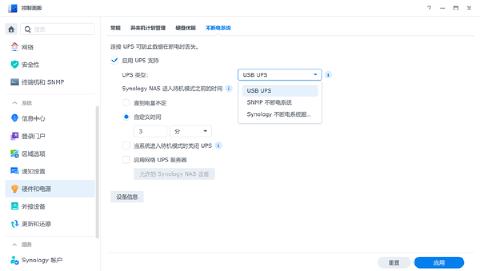 控制面板
搜索
常规 开关机计划管理 硬盘休眠 不断电系统
网络
安全性
终端机和 SNMP
系统
信息中心
登录门户
区域选项
通知设置
硬件和电源
外接设备
更新和还原
服务
Synology 帐户
连接 UPS 可防止数据在断电时丢失。
启用 UPS 支持
UPS 类型: USB UPS
USB UPS
SNMP 不断电系统
Synology 不断电系统服...
Synology NAS 进入待机模式之前的时间
直到电量不足
自定义时间
分
当系统进入待机模式时关闭 UPS
启用网络 UPS 服务器
允许的 Synology NAS 设备
设备信息
重置 应用